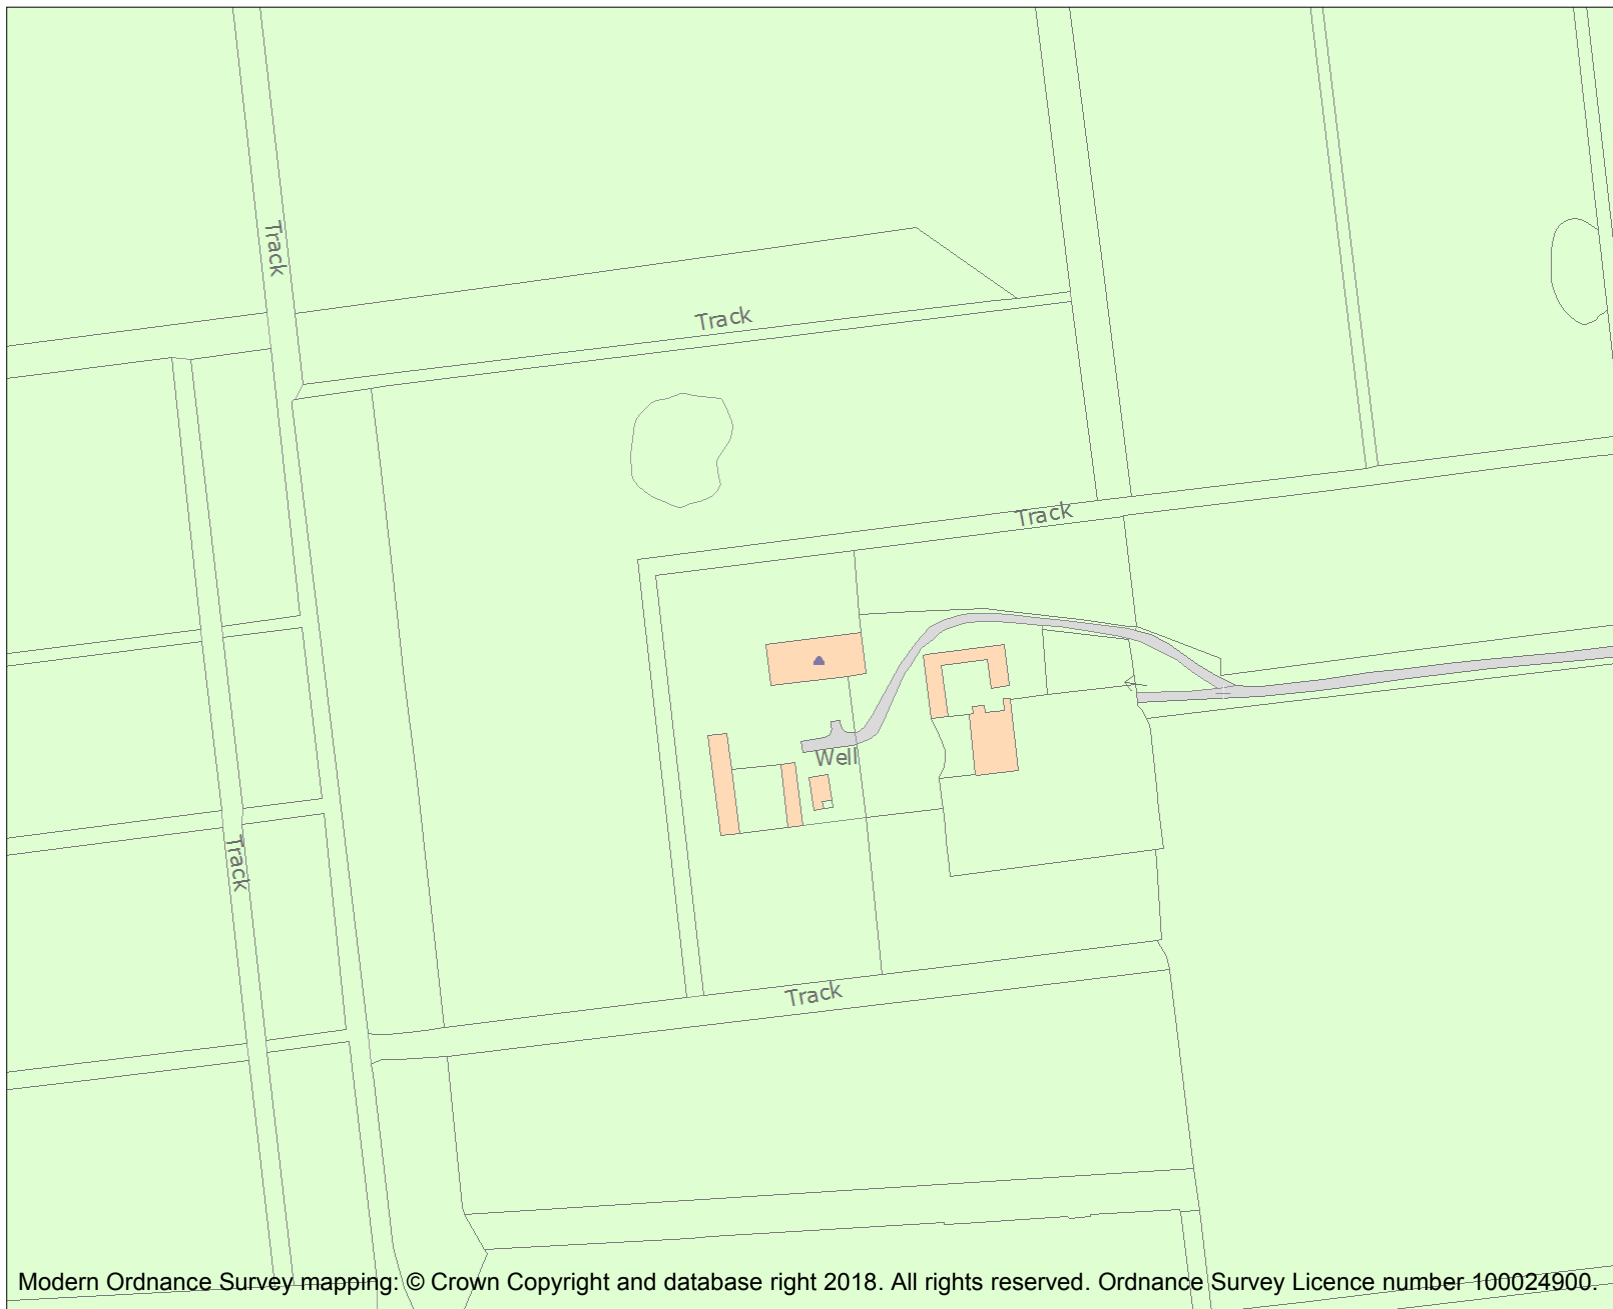 Track
Track
Track
Well
Track
Track
Modern Ordnance Survey mapping: © Crown Copyright and database right 2018. All rights reserved. Ordnance Survey Licence number 100024900.